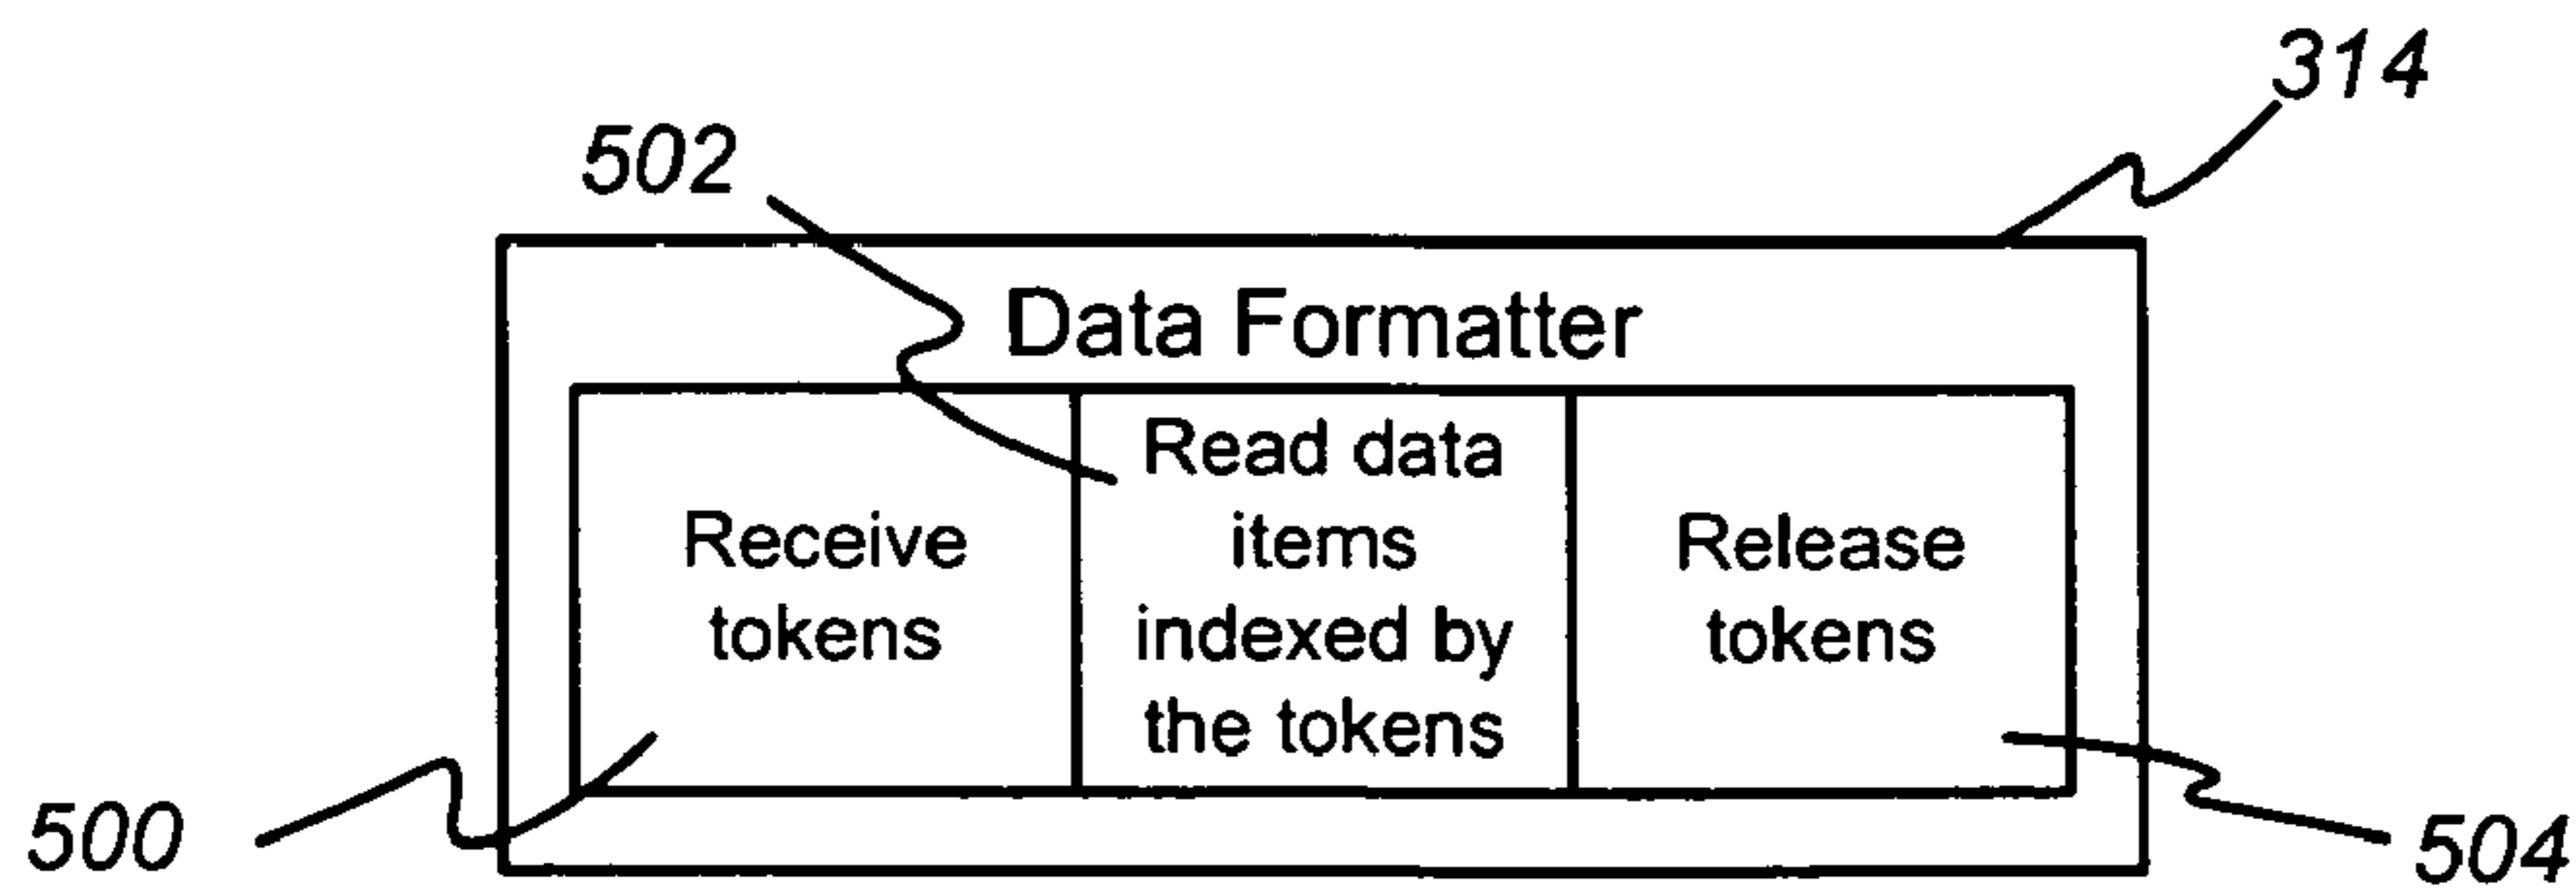 314
502
Data Formatter
Receive
tokens
Read data
items
indexed by
the tokens
Release
tokens
500
504